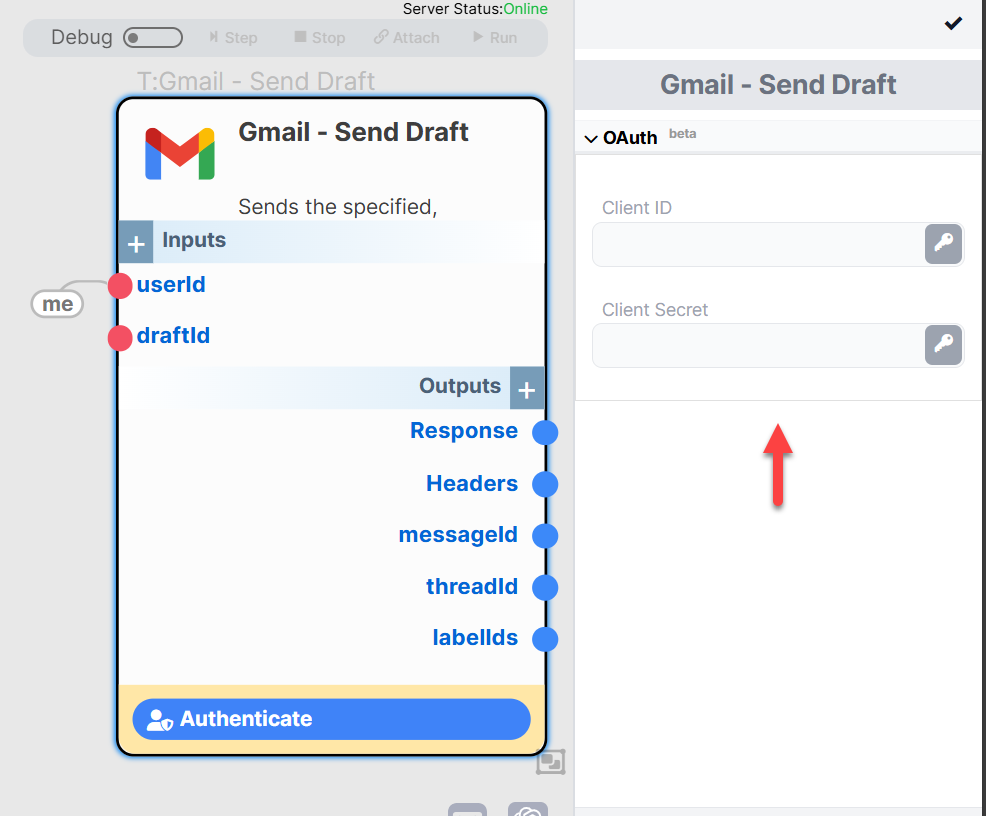 Server Status:Online
Debug
Step
Stop
Attach
Run
T:Gmail - Send Draft
Gmail - Send Draft
Sends the specified,
Inputs
userId
me
draftId
Outputs
Response
Headers
messageId
threadId
labelIds
Authenticate
Gmail - Send Draft
OAuth beta
Client ID
Client Secret